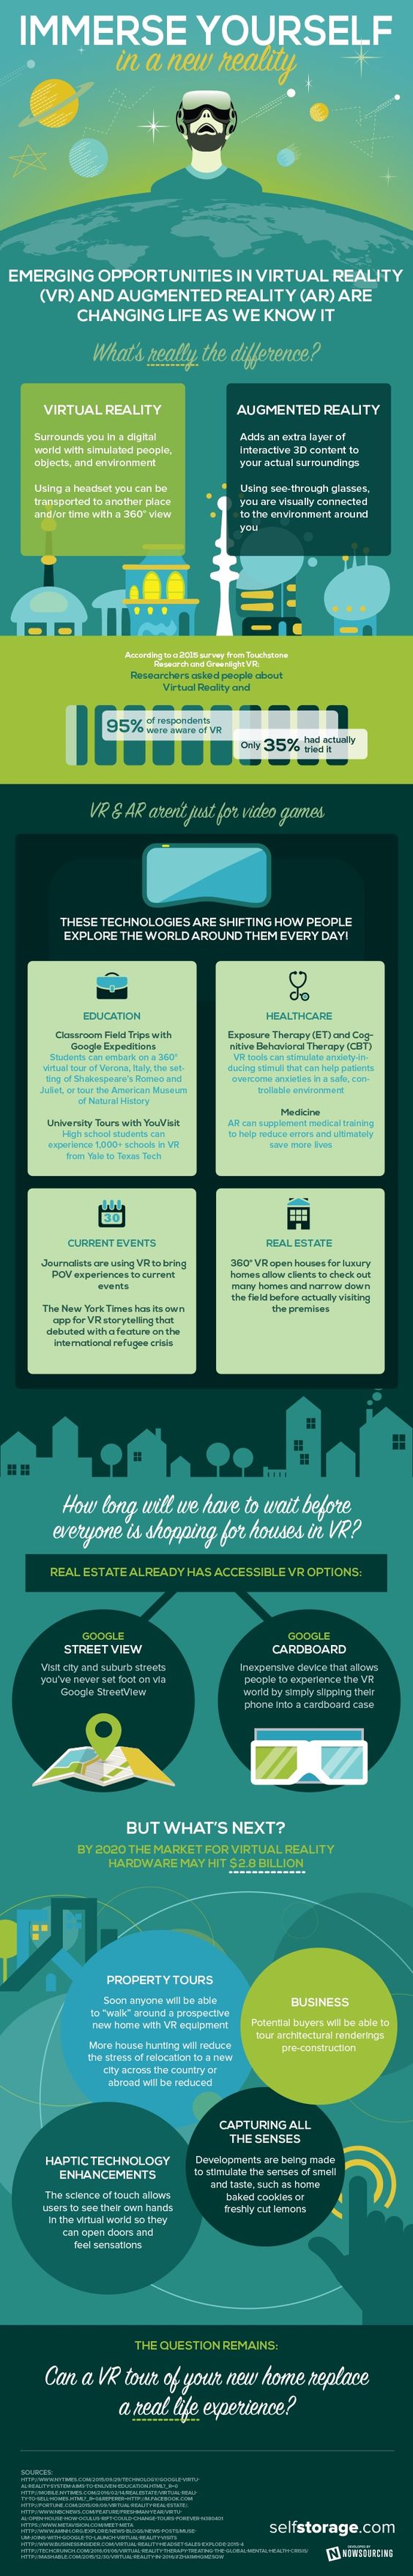 IMMERSE YOURSELF
in a new reality
EMERGING OPPORTUNITIES IN VIRTUAL REALITY
(VR) AND AUGMENTED REALITY (AR) ARE
CHANGING LIFE AS WE KNOW IT
What's really the difference?
VIRTUAL REALITY
Surrounds you in a digital
world with simulated people,
objects, and environment
Using a headset you can be
transported to another place
and/or time with a 360° view
AUGMENTED REALITY
Adds an extra layer of
interactive 3D content to
your actual surroundings
Using see-through glasses,
you are visually connected
to the environment around
you
According to a 2015 survey from Touchstone
Research and Greenlight VR:
Researchers asked people about
Virtual Reality and
95% of respondents
were aware of VR
Only 35% had actually
tried it
VR & AR aren't just for video games
THESE TECHNOLOGIES ARE SHIFTING HOW PEOPLE
EXPLORE THE WORLD AROUND THEM EVERY DAY!
EDUCATION
Classroom Field Trips with
Google Expeditions
Students can embark on a 360°
virtual tour of Verona, Italy, the set-
ting of Shakespeare's Romeo and
Juliet, or tour the American Museum
of Natural History
University Tours with YouVisit
High school students can
experience 1,000+ schools in VR
from Yale to Texas Tech
HEALTHCARE
Exposure Therapy (ET) and Cog-
nitive Behavioral Therapy (CBT)
VR tools can stimulate anxiety-in-
ducing stimuli that can help patients
overcome anxieties in a safe, con-
trollable environment
Medicine
AR can supplement medical training
to help reduce errors and ultimately
save more lives
30
CURRENT EVENTS
Journalists are using VR to bring
POV experiences to current
events
The New York Times has its own
app for VR storytelling that
debuted with a feature on the
international refugee crisis
REAL ESTATE
360° VR open houses for luxury
homes allow clients to check out
many homes and narrow down
the field before actually visiting
the premises
How long will we have to wait before
everyone is shopping for houses in VR?
REAL ESTATE ALREADY HAS ACCESSIBLE VR OPTIONS:
GOOGLE
STREET VIEW
Visit city and suburb streets
you've never set foot on via
Google StreetView
GOOGLE
CARDBOARD
Inexpensive device that allows
people to experience the VR
world by simply slipping their
phone into a cardboard case
BUT WHAT'S NEXT?
BY 2020 THE MARKET FOR VIRTUAL REALITY
HARDWARE MAY HIT $2.8 BILLION
PROPERTY TOURS
Soon anyone will be able
to "walk" around a prospective
new home with VR equipment
More house hunting will reduce
the stress of relocation to a new
city across the country or
abroad will be reduced
BUSINESS
Potential buyers will be able to
tour architectural renderings
pre-construction
CAPTURING ALL
THE SENSES
Developments are being made
to stimulate the senses of smell
and taste, such as home
baked cookies or
freshly cut lemons
HAPTIC TECHNOLOGY
ENHANCEMENTS
The science of touch allows
users to see their own hands
in the virtual world so they
can open doors and
feel sensations
THE QUESTION REMAINS:
Can a VR tour of your new home replace
a real life experience?
SOURCES:
selfstorage.com
DEVELOPED BY
NOWSOURCING